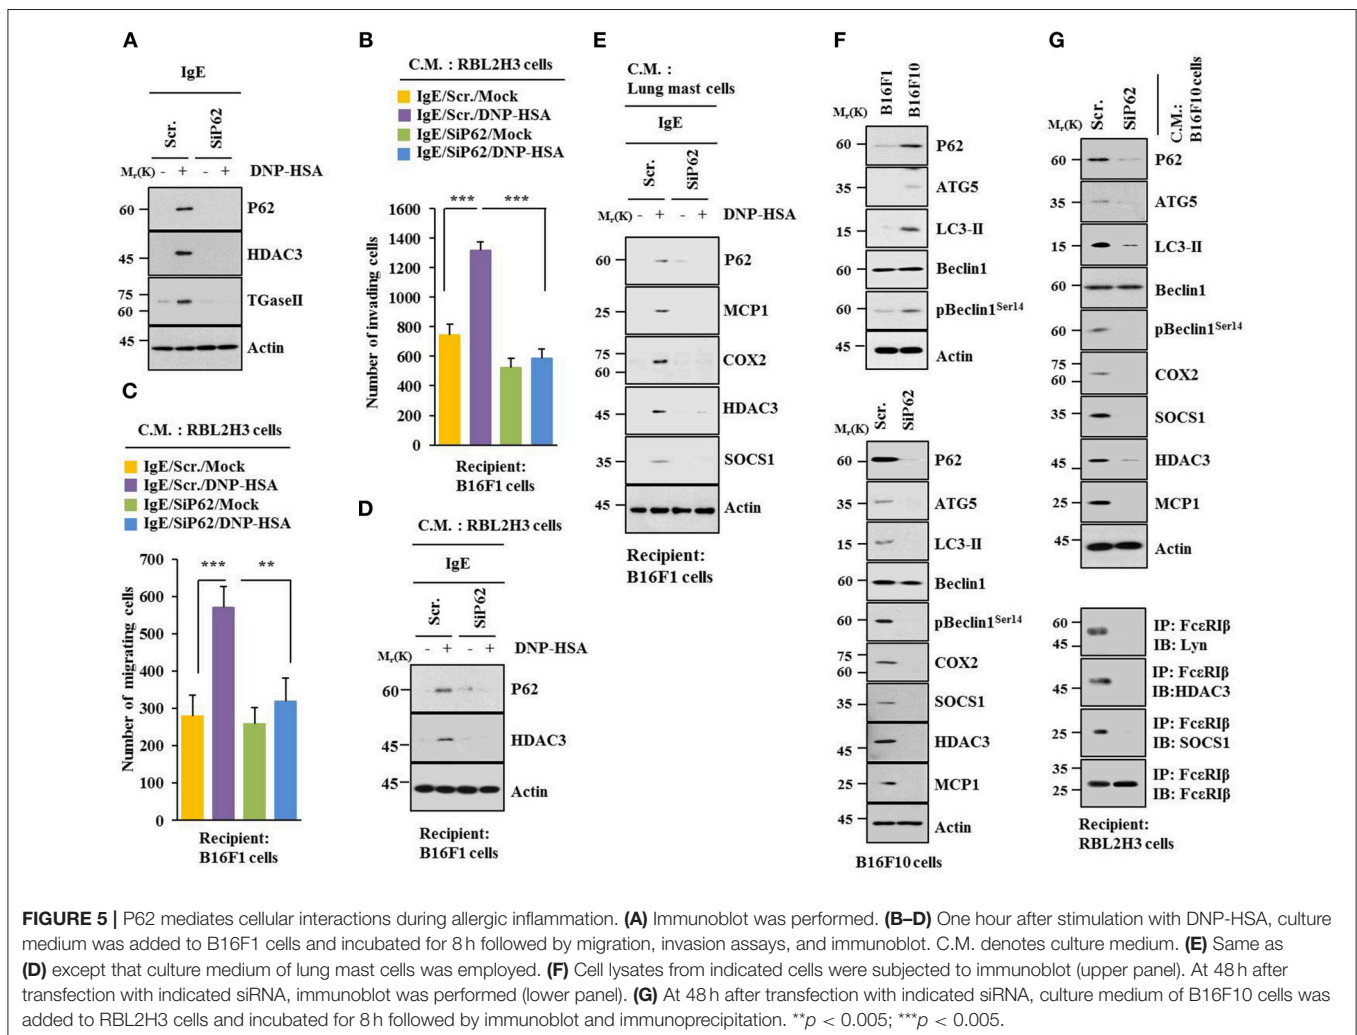 A
IgE
Scr.
SiP62
Mr(K)
- + - +
DNP-HSA
60
P62
45
HDAC3
75
60
TGaseII
45
Actin
B
C.M. : RBL2H3 cells
IgE/Scr./Mock
IgE/Scr./DNP-HSA
IgE/SiP62/Mock
IgE/SiP62/DNP-HSA
Number of invading cells
1600
1400
1200
1000
800
600
400
200
0
***
***
Recipient:
B16F1 cells
C
C.M. : RBL2H3 cells
IgE/Scr./Mock
IgE/Scr./DNP-HSA
IgE/SiP62/Mock
IgE/SiP62/DNP-HSA
Number of migrating cells
700
600
500
400
300
200
100
0
***
**
Recipient:
B16F1 cells
D
C.M. : RBL2H3 cells
IgE
Scr.
SiP62
Mr(K)
- + - +
DNP-HSA
60
P62
45
HDAC3
45
Actin
Recipient:
B16F1 cells
E
C.M. :
Lung mast cells
IgE
Scr.
SiP62
Mr(K)
- + - +
DNP-HSA
60
P62
25
MCP1
75
60
COX2
45
HDAC3
35
SOCS1
45
Actin
Recipient:
B16F1 cells
F
B16F1
B16F10
Mr(K)
60
P62
35
ATG5
15
LC3-II
60
Beclin1
60
pBeclin1Ser14
45
Actin
Scr.
SiP62
Mr(K)
60
P62
35
ATG5
15
LC3-II
60
Beclin1
60
pBeclin1Ser14
75
60
COX2
35
SOCS1
45
HDAC3
25
MCP1
45
Actin
B16F10 cells
G
Scr.
SiP62
C.M.:
B16F10 cells
Mr(K)
60
P62
35
ATG5
15
LC3-II
60
Beclin1
60
pBeclin1Ser14
75
60
COX2
35
SOCS1
45
HDAC3
25
MCP1
45
Actin
60
45
IP: FcεRIβ
IB: Lyn
45
IP: FcεRIβ
IB:HDAC3
25
IP: FcεRIβ
IB: SOCS1
35
25
IP: FcεRIβ
IB: FcεRIβ
Recipient:
RBL2H3 cells
FIGURE 5 | P62 mediates cellular interactions during allergic inflammation. (A) Immunoblot was performed. (B–D) One hour after stimulation with DNP-HSA, culture
medium was added to B16F1 cells and incubated for 8 h followed by migration, invasion assays, and immunoblot. C.M. denotes culture medium. (E) Same as
(D) except that culture medium of lung mast cells was employed. (F) Cell lysates from indicated cells were subjected to immunoblot (upper panel). At 48 h after
transfection with indicated siRNA, immunoblot was performed (lower panel). (G) At 48 h after transfection with indicated siRNA, culture medium of B16F10 cells was
added to RBL2H3 cells and incubated for 8 h followed by immunoblot and immunoprecipitation. **p < 0.005; ***p < 0.005.